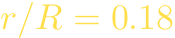 r/R = 0.18